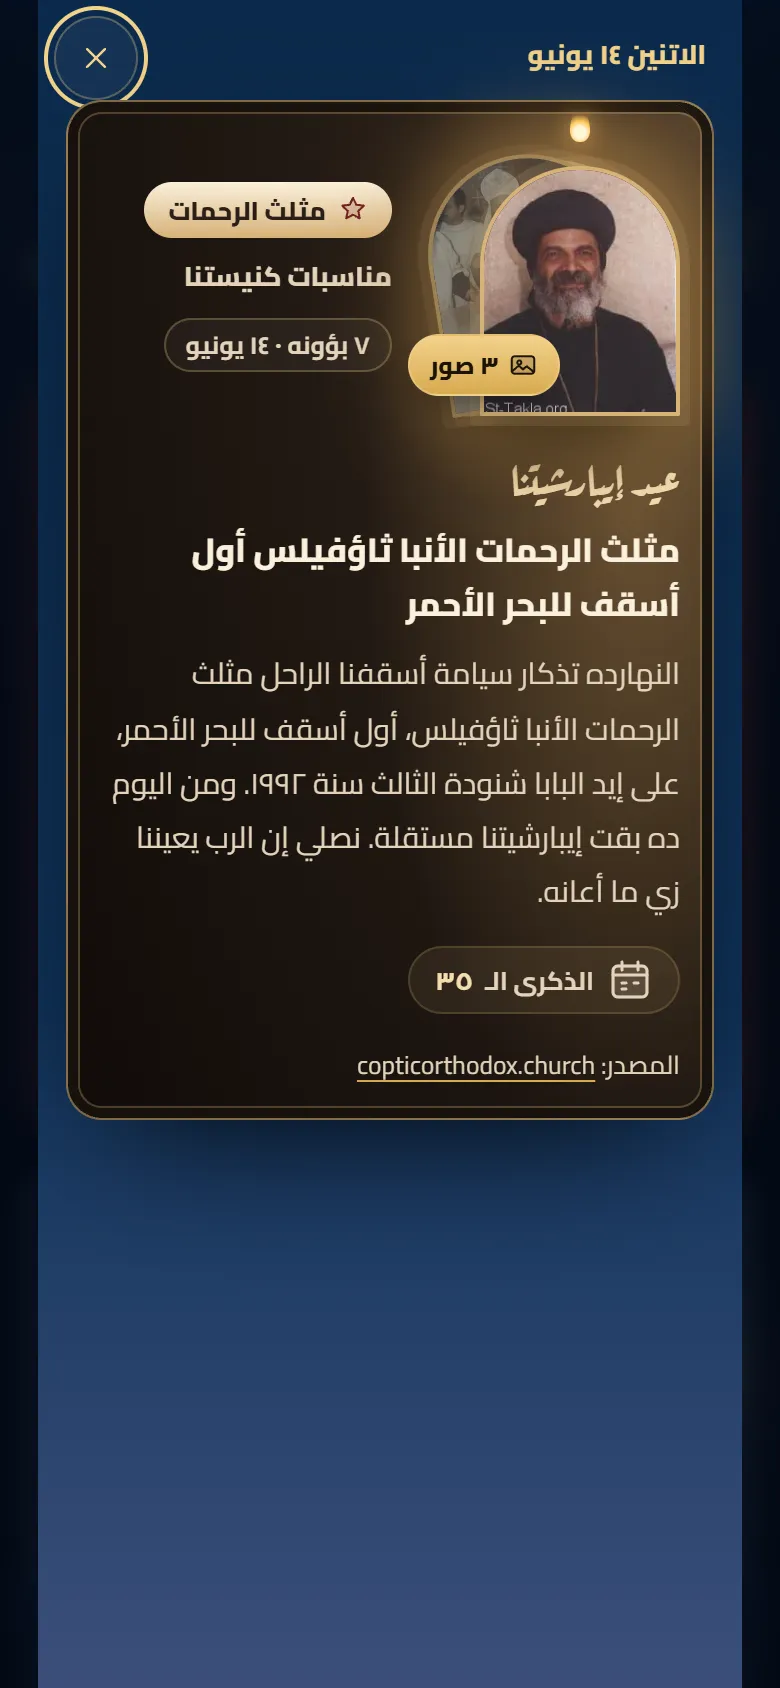 الاتنين ١٤ يونيو
مثلث الرحمات
مناسبات كنيستنا
٧ بؤونه · ١٤ يونيو
٣ صور
St-Takla.org
عيد إيبارشيتنا
مثلث الرحمات الأنبا ثاؤفيلس أول
أسقف للبحر الأحمر
النهارده تذكار سيامة أسقفنا الراحل مثلث
الرحمات الأنبا ثاؤفيلس، أول أسقف للبحر الأحمر،
على إيد البابا شنودة الثالث سنة ١٩٩٢. ومن اليوم
ده بقت إيبارشيتنا مستقلة. نصلي إن الرب يعيننا
زي ما أعانه.
الذكرى الـ ٣٥
المصدر: copticorthodox.church